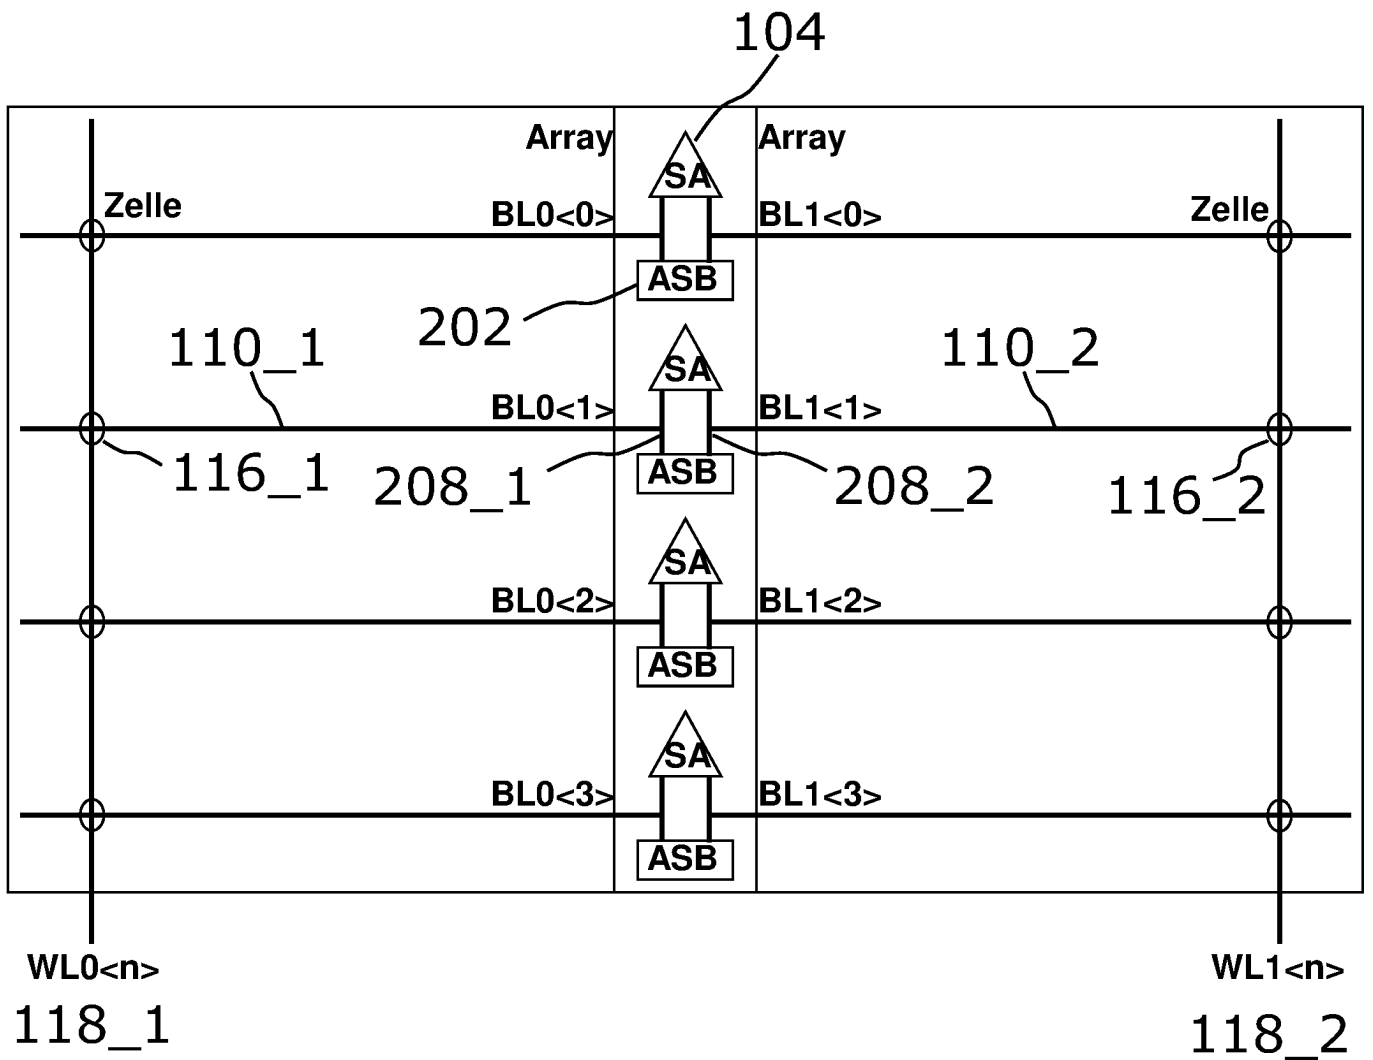 104
Array
Array
SA
Zelle
BL0<0>
BL1<0>
Zelle
ASB
202
110_1
110_2
SA
BL0<1>
BL1<1>
116_1
208_1
ASB
208_2
116_2
SA
BL0<2>
BL1<2>
ASB
SA
BL0<3>
BL1<3>
ASB
WL0<n>
WL1<n>
118_1
118_2